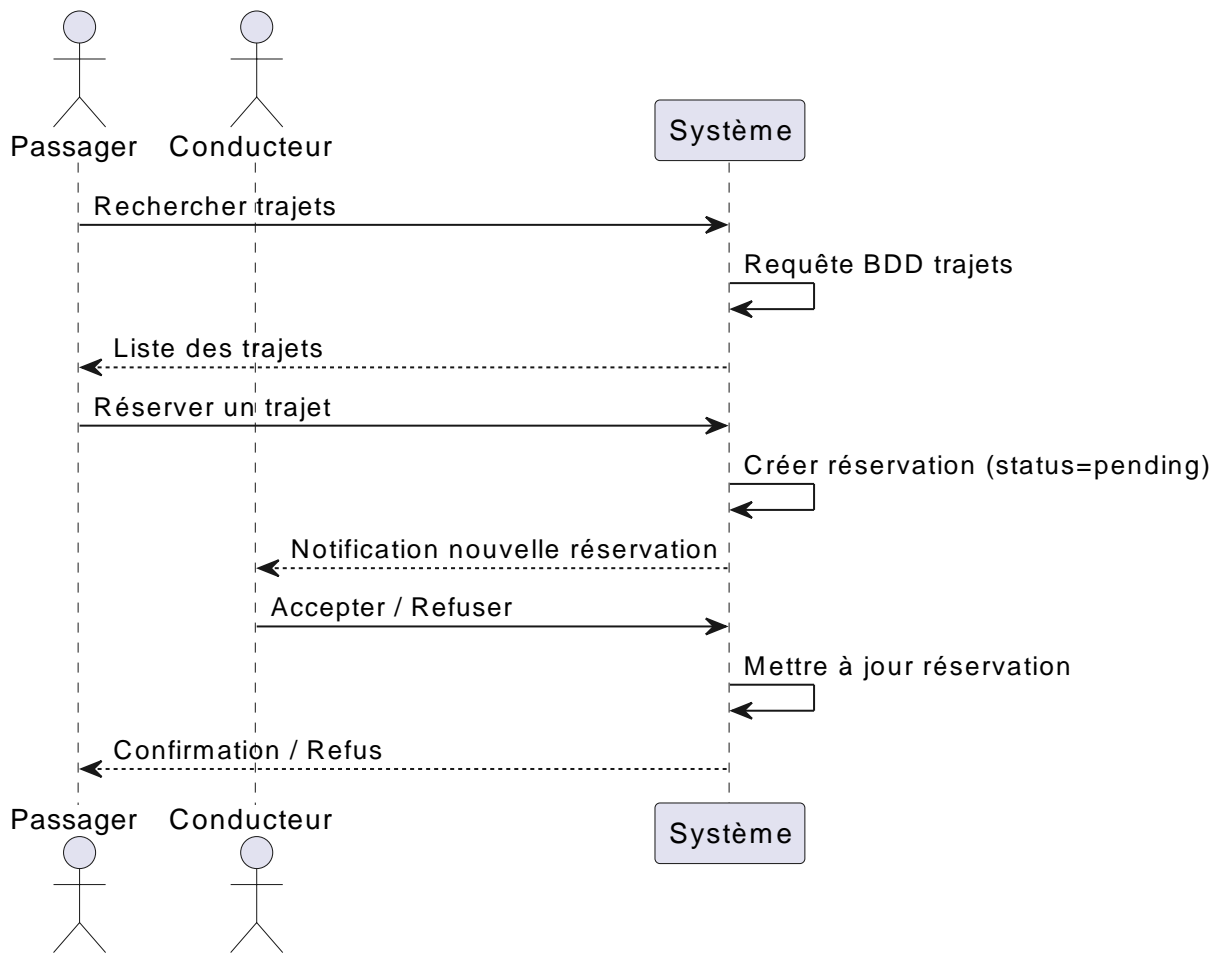 Passager
Conducteur
Système
Rechercher trajets
Requête BDD trajets
Liste des trajets
Réserver un trajet
Créer réservation (status=pending)
Notification nouvelle réservation
Accepter / Refuser
Mettre à jour réservation
Confirmation / Refus
Passager
Conducteur
Système